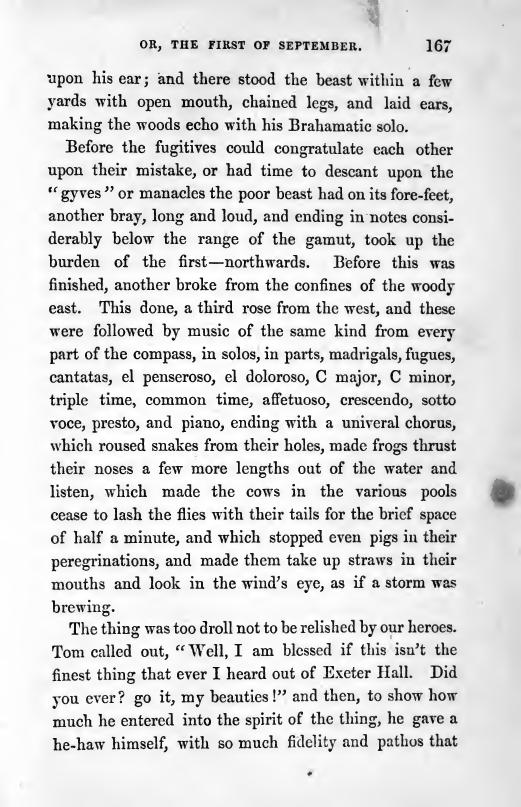 OR, THE FIRST OF SEPTEMBER. 167
upon his ear; and there stood the beast within a few
yards with open mouth, chained legs, and laid ears,
making the woods echo with his Brahamatic solo.
Before the fugitives could congratulate each other
upon their mistake, or had time to descant upon the
“gyves” or manacles the poor beast had on its fore-feet,
another bray, long and loud, and ending in notes consi-
derably below the range of the gamut, took up the
burden of the first—northwards. Before this was
finished, another broke from the confines of the woody
east. This done, a third rose from the west, and these
were followed by music of the same kind from every
part of the compass, in solos, in parts, madrigals, fugues,
cantatas, el penseroso, el doloroso, C major, C minor,
triple time, common time, affetuoso, crescendo, sotto
voce, presto, and piano, ending with a univeral chorus,
which roused snakes from their holes, made frogs thrust
their noses a few more lengths out of the water and
listen, which made the cows in the various pools
cease to lash the flies with their tails for the brief space
of half a minute, and which stopped even pigs in their
peregrinations, and made them take up straws in their
mouths and look in the wind's eye, as if a storm was
brewing.
The thing was too droll not to be relished by our heroes.
Tom called out, “Well, I am blessed if this isn't the
finest thing that ever I heard out of Exeter Hall. Did
you ever? go it, my beauties!” and then, to show how
much he entered into the spirit of the thing, he gave a
he-haw himself, with so much fidelity and pathos that